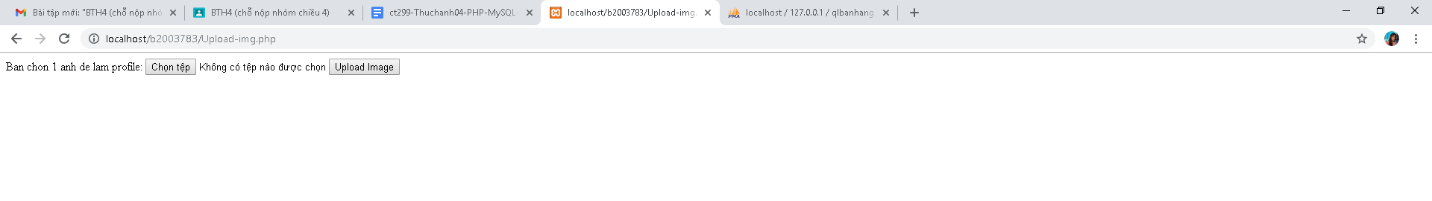 Bài tập mới: "BTH4 (chỗ nộp nhó
BTH4 (chỗ nộp nhóm chiều 4)
ct299-Thuchanh04-PHP-MySQL
localhost/b2003783/Upload-img.
localhost / 127.0.0.1 / qlbanhang
localhost/b2003783/Upload-img.php
Ban chon 1 anh de lam profile: Chọn tệp Không có tệp nào được chọn Upload Image